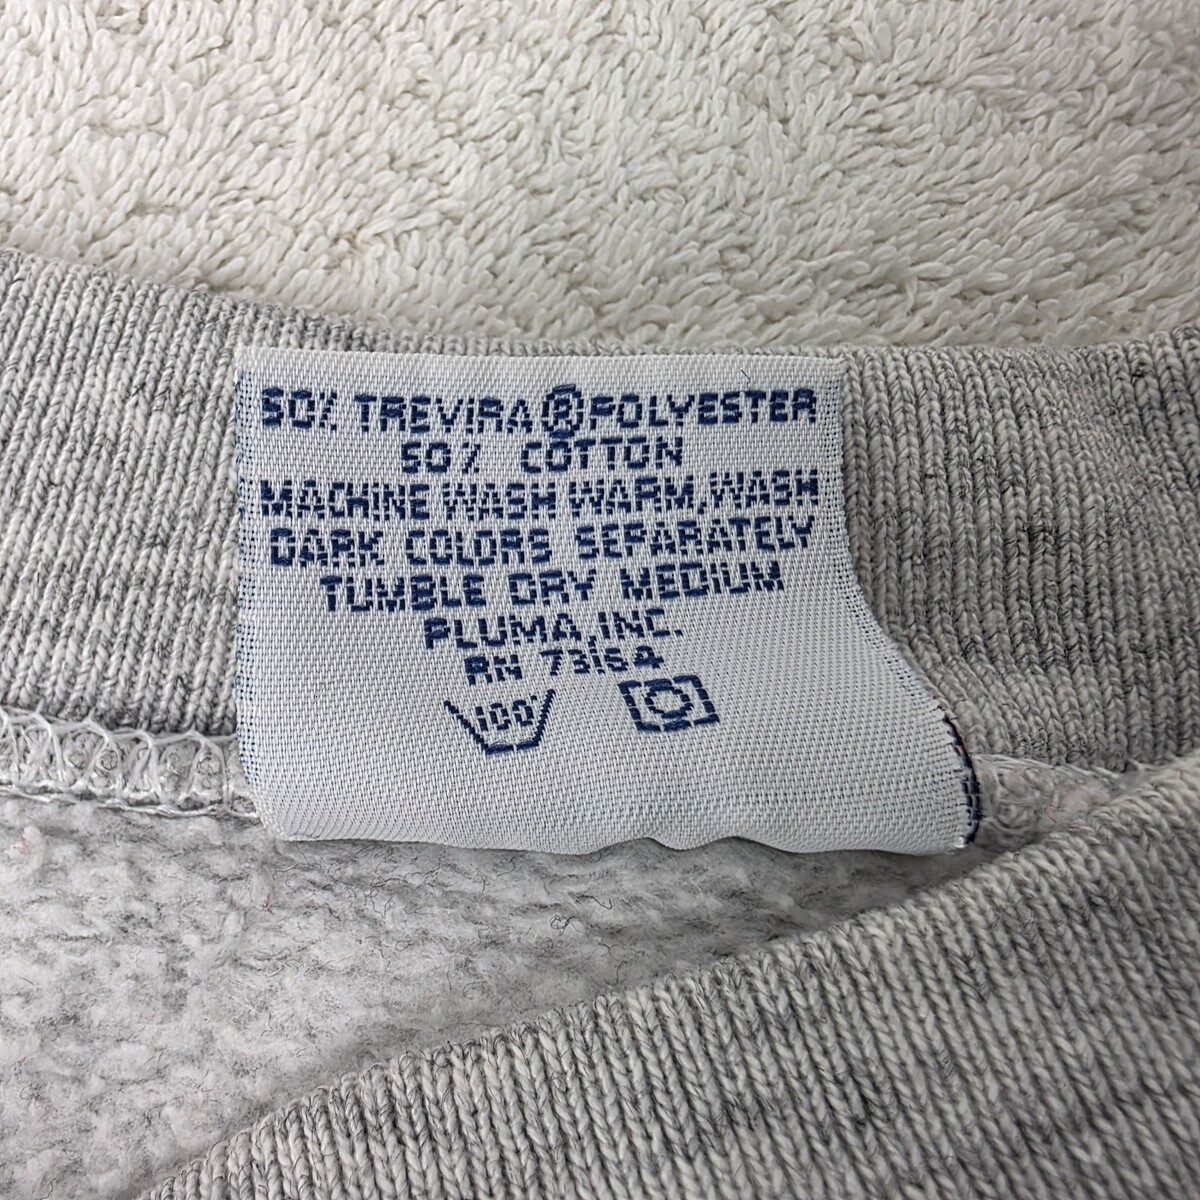 50% TREVIRA®POLYESTER
50% COTTON
MACHINE WASH WARM, WASH
DARK COLORS SEPARATELY
TUMBLE DRY MEDIUM
PLUMA, INC.
RN 73164
100°